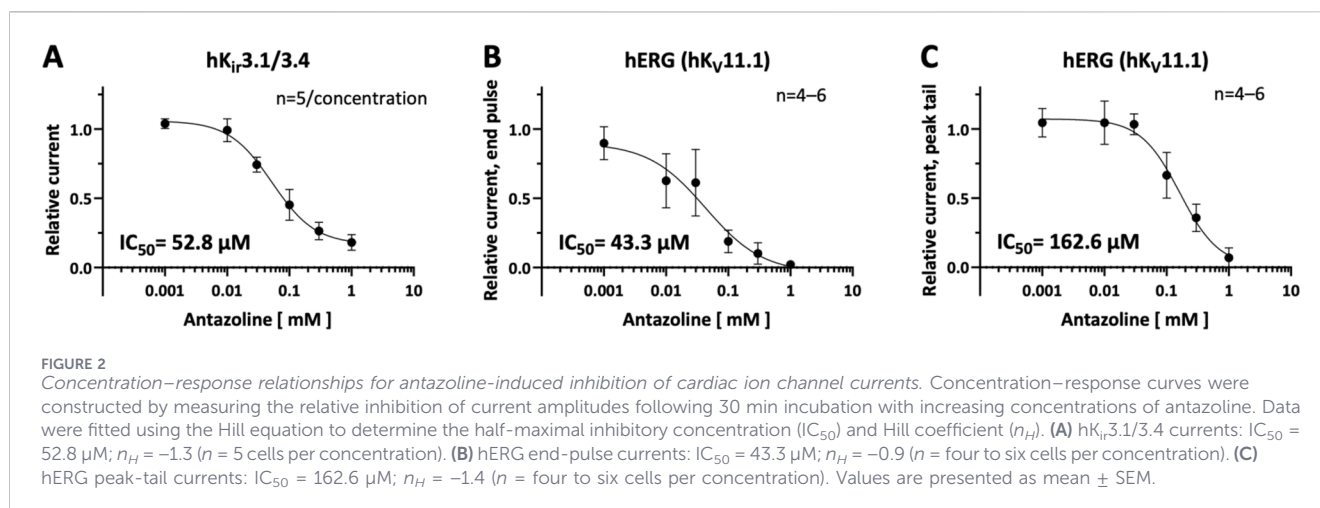 A
hK_ir3.1/3.4
n=5/concentration
Relative current
1.0
0.5
0.0
IC50= 52.8 µM
0.001 0.01 0.1 1 10
Antazoline [ mM ]
B
hERG (hKV11.1)
n=4–6
Relative current, end pulse
1.0
0.5
0.0
IC50= 43.3 µM
0.001 0.01 0.1 1 10
Antazoline [ mM ]
C
hERG (hKV11.1)
n=4–6
Relative current, peak tail
1.0
0.5
0.0
IC50= 162.6 µM
0.001 0.01 0.1 1 10
Antazoline [ mM ]
FIGURE 2
Concentration–response relationships for antazoline-induced inhibition of cardiac ion channel currents. Concentration–response curves were
constructed by measuring the relative inhibition of current amplitudes following 30 min incubation with increasing concentrations of antazoline. Data
were fitted using the Hill equation to determine the half-maximal inhibitory concentration (IC50) and Hill coefficient (nH). (A) hKir3.1/3.4 currents: IC50 =
52.8 µM; nH = –1.3 (n = 5 cells per concentration). (B) hERG end-pulse currents: IC50 = 43.3 µM; nH = –0.9 (n = four to six cells per concentration). (C)
hERG peak-tail currents: IC50 = 162.6 µM; nH = –1.4 (n = four to six cells per concentration). Values are presented as mean ± SEM.